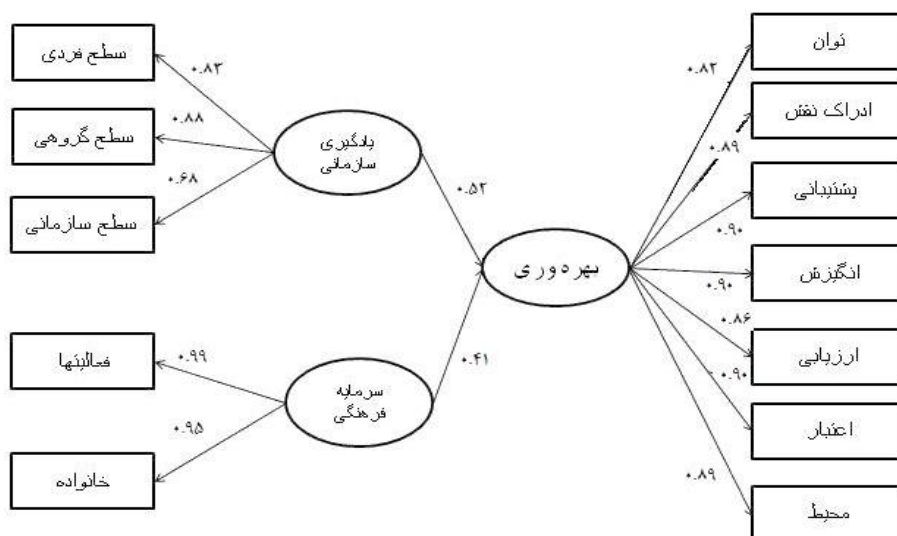 توان
سطح فردی
۰.۸۳
۰.۸۲
ادراک نقش
سطح گروهی
۰.۸۸
یادگیری
سازمانی
۰.۸۹
سطح سازمانی
۰.۶۸
۰.۵۲
پشتیبانی
۰.۹۰
بهره‌وری
انگیزش
۰.۹۰
فعالیتها
۰.۹۹
سرمایه
فرهنگی
۰.۴۱
۰.۸۶
ارزیابی
۰.۹۰
خانواده
۰.۹۵
اعتبار
۰.۸۹
محیط